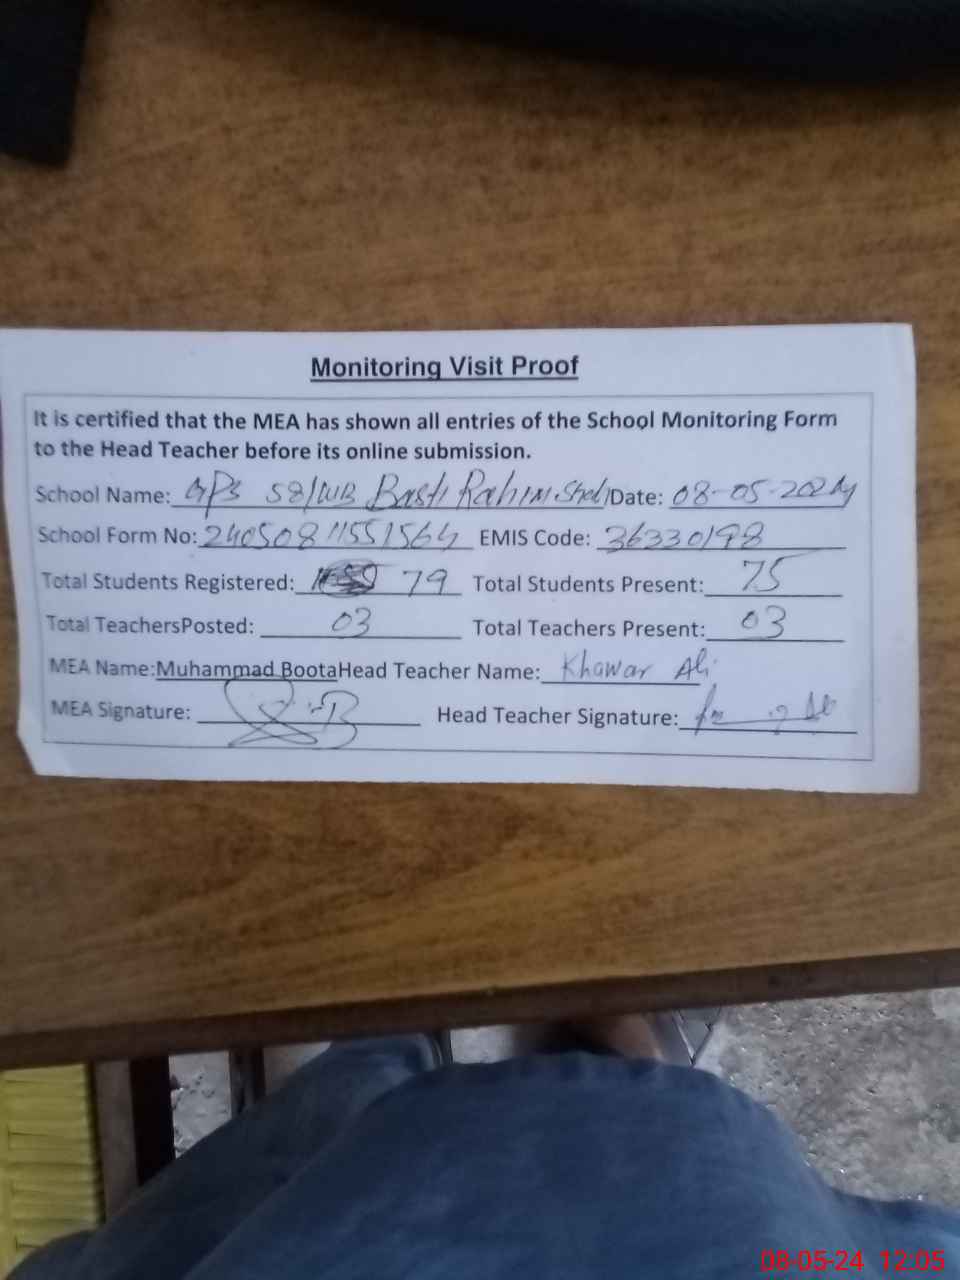 Monitoring Visit Proof
It is certified that the MEA has shown all entries of the School Monitoring Form
to the Head Teacher before its online submission.
School Name: GPS 58/WB Basti Rahim Shah Date: 08-05-2024
School Form No: 24050811551564 EMIS Code: 36330198
Total Students Registered: 79 Total Students Present: 75
Total TeachersPosted: 03 Total Teachers Present: 03
MEA Name:Muhammad BootaHead Teacher Name: Khawar Ali
MEA Signature: Head Teacher Signature:
08-05-24 12:05